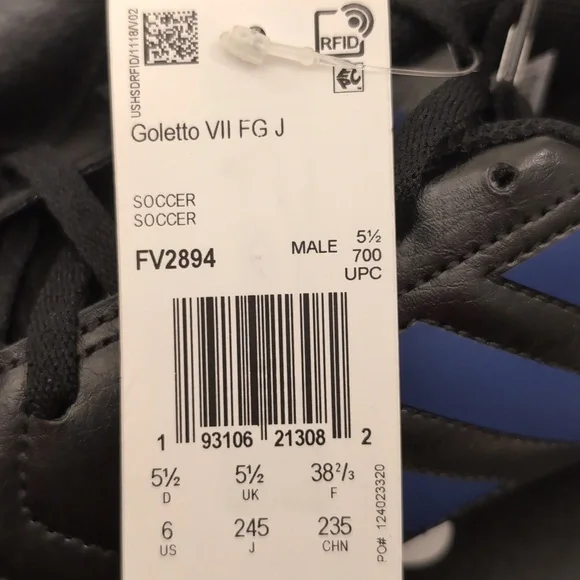 USHSDRFID/1118/V02
RFID
EPC
Goletto VII FG J
SOCCER
SOCCER
FV2894
MALE
5½
700
UPC
1 93106 21308 2
5½ 5½ 38²/₃
D UK F
6 245 235
US J CHN
PO# 124023320